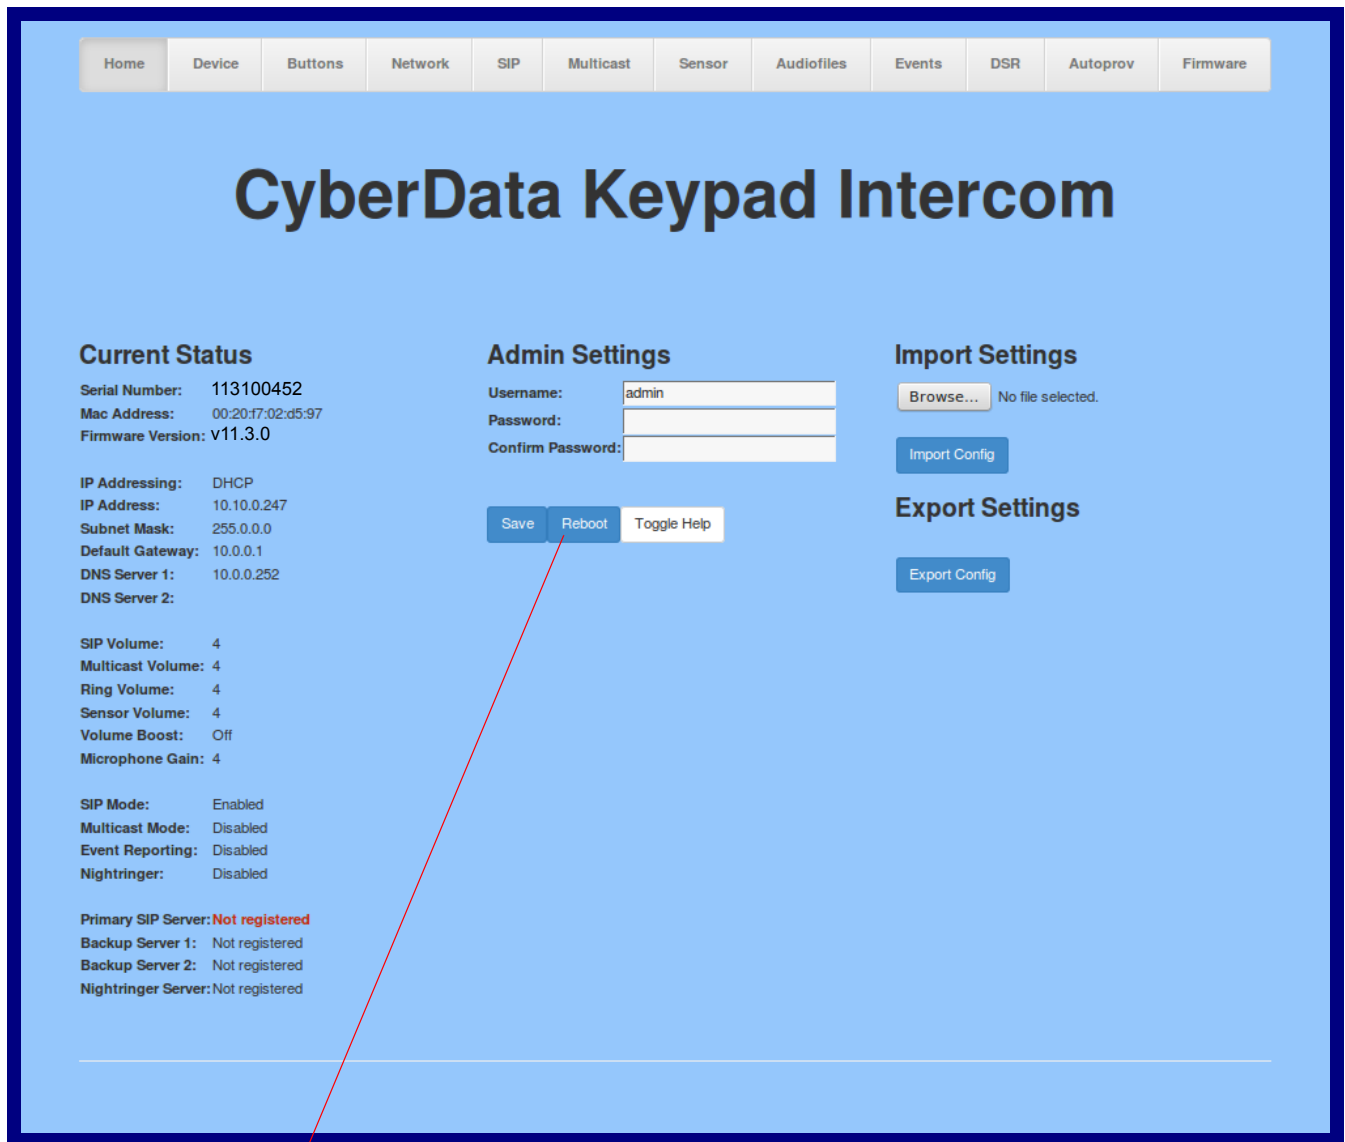 Home Device Buttons Network SIP Multicast Sensor Audiofiles Events DSR Autoprov Firmware
CyberData Keypad Intercom
Current Status
Serial Number: 113100452
Mac Address: 00:20:f7:02:d5:97
Firmware Version: v11.3.0
IP Addressing: DHCP
IP Address: 10.10.0.247
Subnet Mask: 255.0.0.0
Default Gateway: 10.0.0.1
DNS Server 1: 10.0.0.252
DNS Server 2:
SIP Volume: 4
Multicast Volume: 4
Ring Volume: 4
Sensor Volume: 4
Volume Boost: Off
Microphone Gain: 4
SIP Mode: Enabled
Multicast Mode: Disabled
Event Reporting: Disabled
Nightringer: Disabled
Primary SIP Server: Not registered
Backup Server 1: Not registered
Backup Server 2: Not registered
Nightringer Server: Not registered
Admin Settings
Username: admin
Password:
Confirm Password:
Save Reboot Toggle Help
Import Settings
Browse... No file selected.
Import Config
Export Settings
Export Config